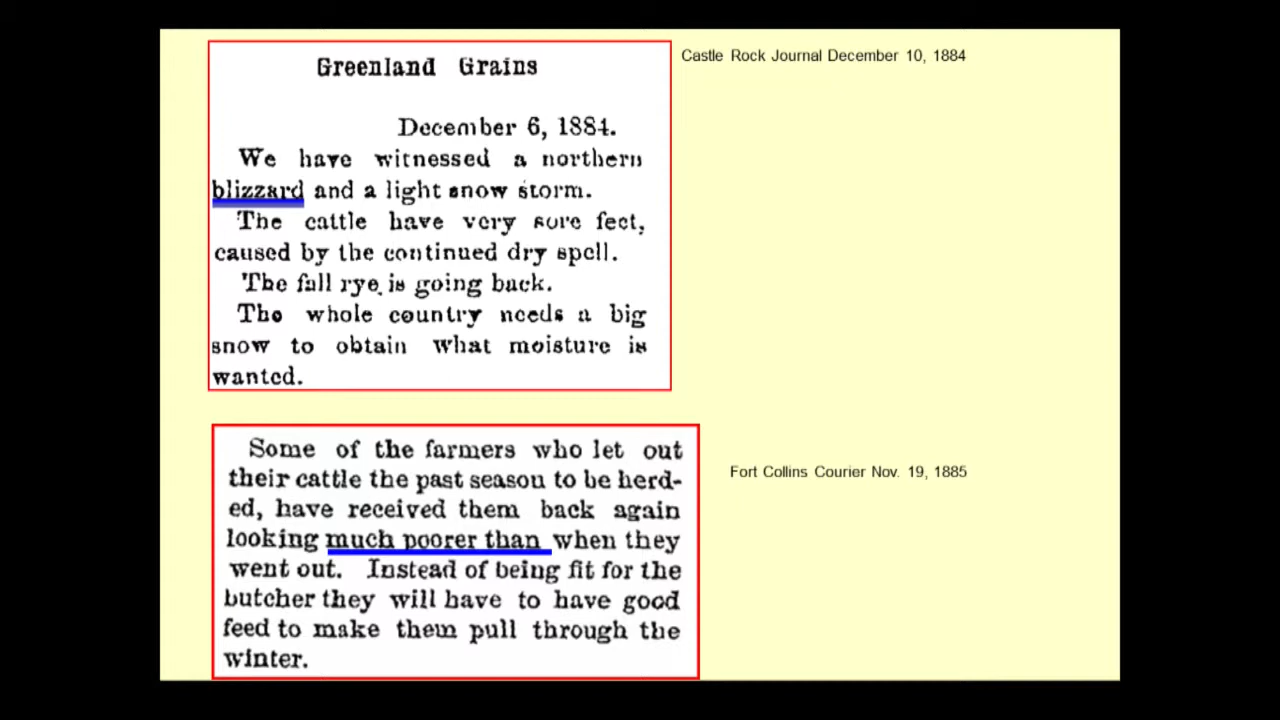 Greenland Grains
Castle Rock Journal December 10, 1884
December 6, 1884.
We have witnessed a northern
blizzard and a light snow storm.
The cattle have very sore feet,
caused by the continued dry spell.
The fall rye is going back.
The whole country needs a big
snow to obtain what moisture is
wanted.
Some of the farmers who let out
their cattle the past season to be herd-
ed, have received them back again
looking much poorer than when they
went out. Instead of being fit for the
butcher they will have to have good
feed to make them pull through the
winter.
Fort Collins Courier Nov. 19, 1885